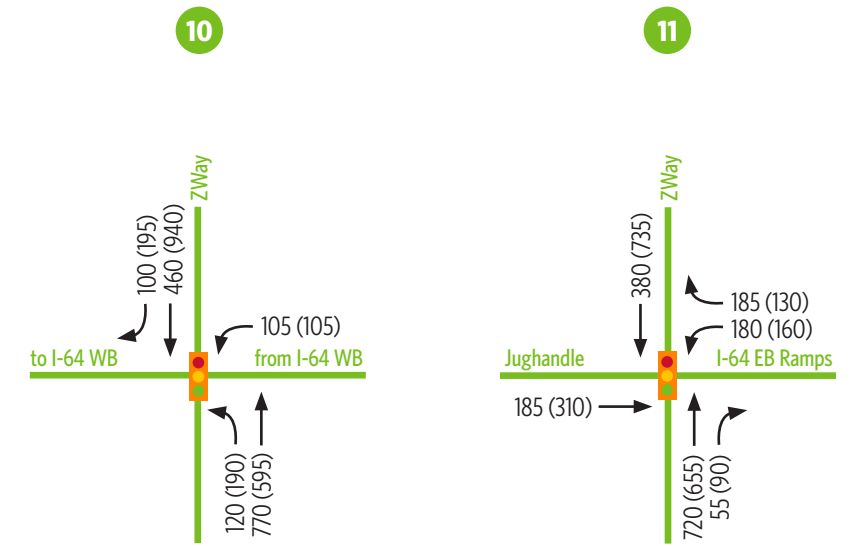 10
ZWay
100 (195)
460 (940)
105 (105)
to I-64 WB
from I-64 WB
120 (190)
770 (595)
11
ZWay
380 (735)
185 (130)
180 (160)
Jughandle
I-64 EB Ramps
185 (310)
720 (655)
55 (90)